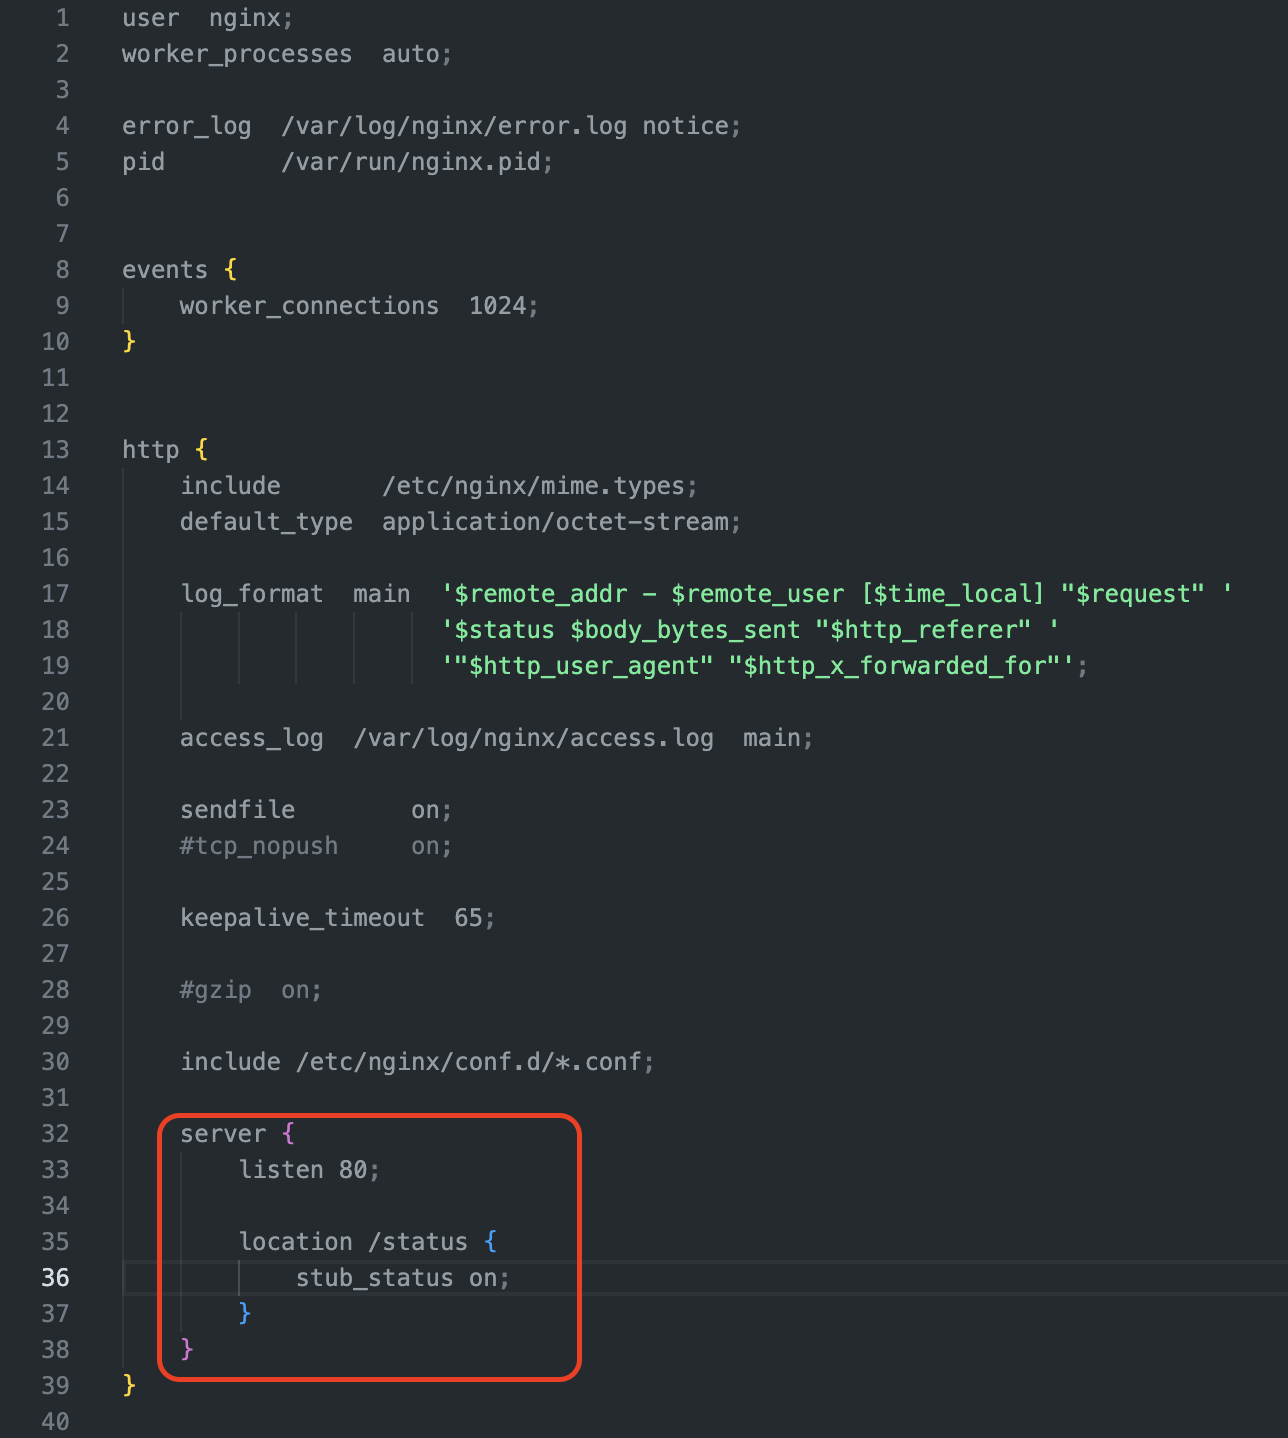 1 user  nginx;
2 worker_processes  auto;
3
4 error_log  /var/log/nginx/error.log notice;
5 pid        /var/run/nginx.pid;
6
7
8 events {
9     worker_connections  1024;
10 }
11
12
13 http {
14     include       /etc/nginx/mime.types;
15     default_type  application/octet-stream;
16
17     log_format  main  '$remote_addr - $remote_user [$time_local] "$request" '
18                       '$status $body_bytes_sent "$http_referer" '
19                       '"$http_user_agent" "$http_x_forwarded_for"';
20
21     access_log  /var/log/nginx/access.log  main;
22
23     sendfile        on;
24     #tcp_nopush     on;
25
26     keepalive_timeout  65;
27
28     #gzip  on;
29
30     include /etc/nginx/conf.d/*.conf;
31
32     server {
33         listen 80;
34
35         location /status {
36             stub_status on;
37         }
38     }
39 }
40